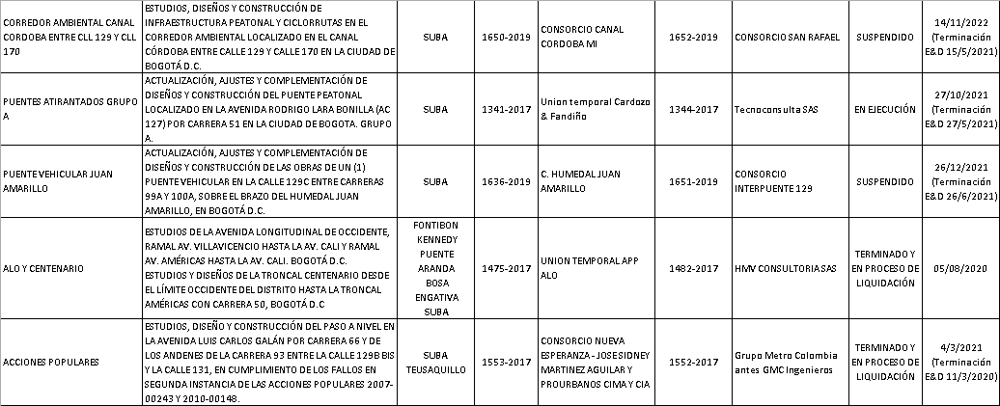 CORREDOR AMBIENTAL CANAL
CORDOBA ENTRE CLL 129 Y CLL
170
ESTUDIOS, DISEÑOS Y CONSTRUCCIÓN DE
INFRAESTRUCTURA PEATONAL Y CICLORRUTAS EN EL
CORREDOR AMBIENTAL LOCALIZADO EN EL CANAL
CÓRDOBA ENTRE CALLE 129 Y CALLE 170 EN LA CIUDAD DE
BOGOTÁ D.C.
SUBA
1650-2019
CONSORCIO CANAL
CORDOBA MI
1652-2019
CONSORCIO SAN RAFAEL
SUSPENDIDO
14/11/2022
(Terminación
E&D 15/5/2021)
PUENTES ATIRANTADOS GRUPO
A
ACTUALIZACIÓN, AJUSTES Y COMPLEMENTACIÓN DE
DISEÑOS Y CONSTRUCCIÓN DEL PUENTE PEATONAL
LOCALIZADO EN LA AVENIDA RODRIGO LARA BONILLA (AC
127) POR CARRERA 51 EN LA CIUDAD DE BOGOTA. GRUPO
A.
SUBA
1341-2017
Union temporal Cardozo
& Fandiño
1344-2017
Tecnoconsulta SAS
EN EJECUCIÓN
27/10/2021
(Terminación
E&D 27/5/2021)
PUENTE VEHICULAR JUAN
AMARILLO
ACTUALIZACIÓN, AJUSTES Y COMPLEMENTACIÓN DE
DISEÑOS Y CONSTRUCCIÓN DE LAS OBRAS DE UN (1)
PUENTE VEHICULAR EN LA CALLE 129C ENTRE CARRERAS
99A Y 100A, SOBRE EL BRAZO DEL HUMEDAL JUAN
AMARILLO, EN BOGOTÁ D.C.
SUBA
1636-2019
C. HUMEDAL JUAN
AMARILLO
1651-2019
CONSORCIO
INTERPUENTE 129
SUSPENDIDO
26/12/2021
(Terminación
E&D 26/6/2021)
ALO Y CENTENARIO
ESTUDIOS DE LA AVENIDA LONGITUDINAL DE OCCIDENTE,
RAMAL AV. VILLAVICENCIO HASTA LA AV. CALI Y RAMAL
AV. AMÉRICAS HASTA LA AV. CALI. BOGOTÁ D.C.
ESTUDIOS Y DISEÑOS DE LA TRONCAL CENTENARIO DESDE
EL LÍMITE OCCIDENTE DEL DISTRITO HASTA LA TRONCAL
AMÉRICAS CON CARRERA 50, BOGOTÁ D.C
FONTIBON
KENNEDY
PUENTE
ARANDA
BOSA
ENGATIVA
SUBA
1475-2017
UNION TEMPORAL APP
ALO
1482-2017
HMV CONSULTORIA SAS
TERMINADO Y
EN PROCESO DE
LIQUIDACIÓN
05/08/2020
ACCIONES POPULARES
ESTUDIOS, DISEÑO Y CONSTRUCCIÓN DEL PASO A NIVEL EN
LA AVENIDA LUIS CARLOS GALÁN POR CARRERA 66 Y DE
LOS ANDENES DE LA CARRERA 93 ENTRE LA CALLE 129B BIS
Y LA CALLE 131, EN CUMPLIMIENTO DE LOS FALLOS EN
SEGUNDA INSTANCIA DE LAS ACCIONES POPULARES 2007-
00243 Y 2010-00148.
SUBA
TEUSAQUILLO
1553-2017
CONSORCIO NUEVA
ESPERANZA - JOSE SIDNEY
MARTINEZ AGUILAR Y
PROURBANOS CIMA Y CIA
1552-2017
Grupo Metro Colombia
antes GMC Ingenieros
TERMINADO Y
EN PROCESO DE
LIQUIDACIÓN
4/3/2021
(Terminación
E&D 11/3/2020)